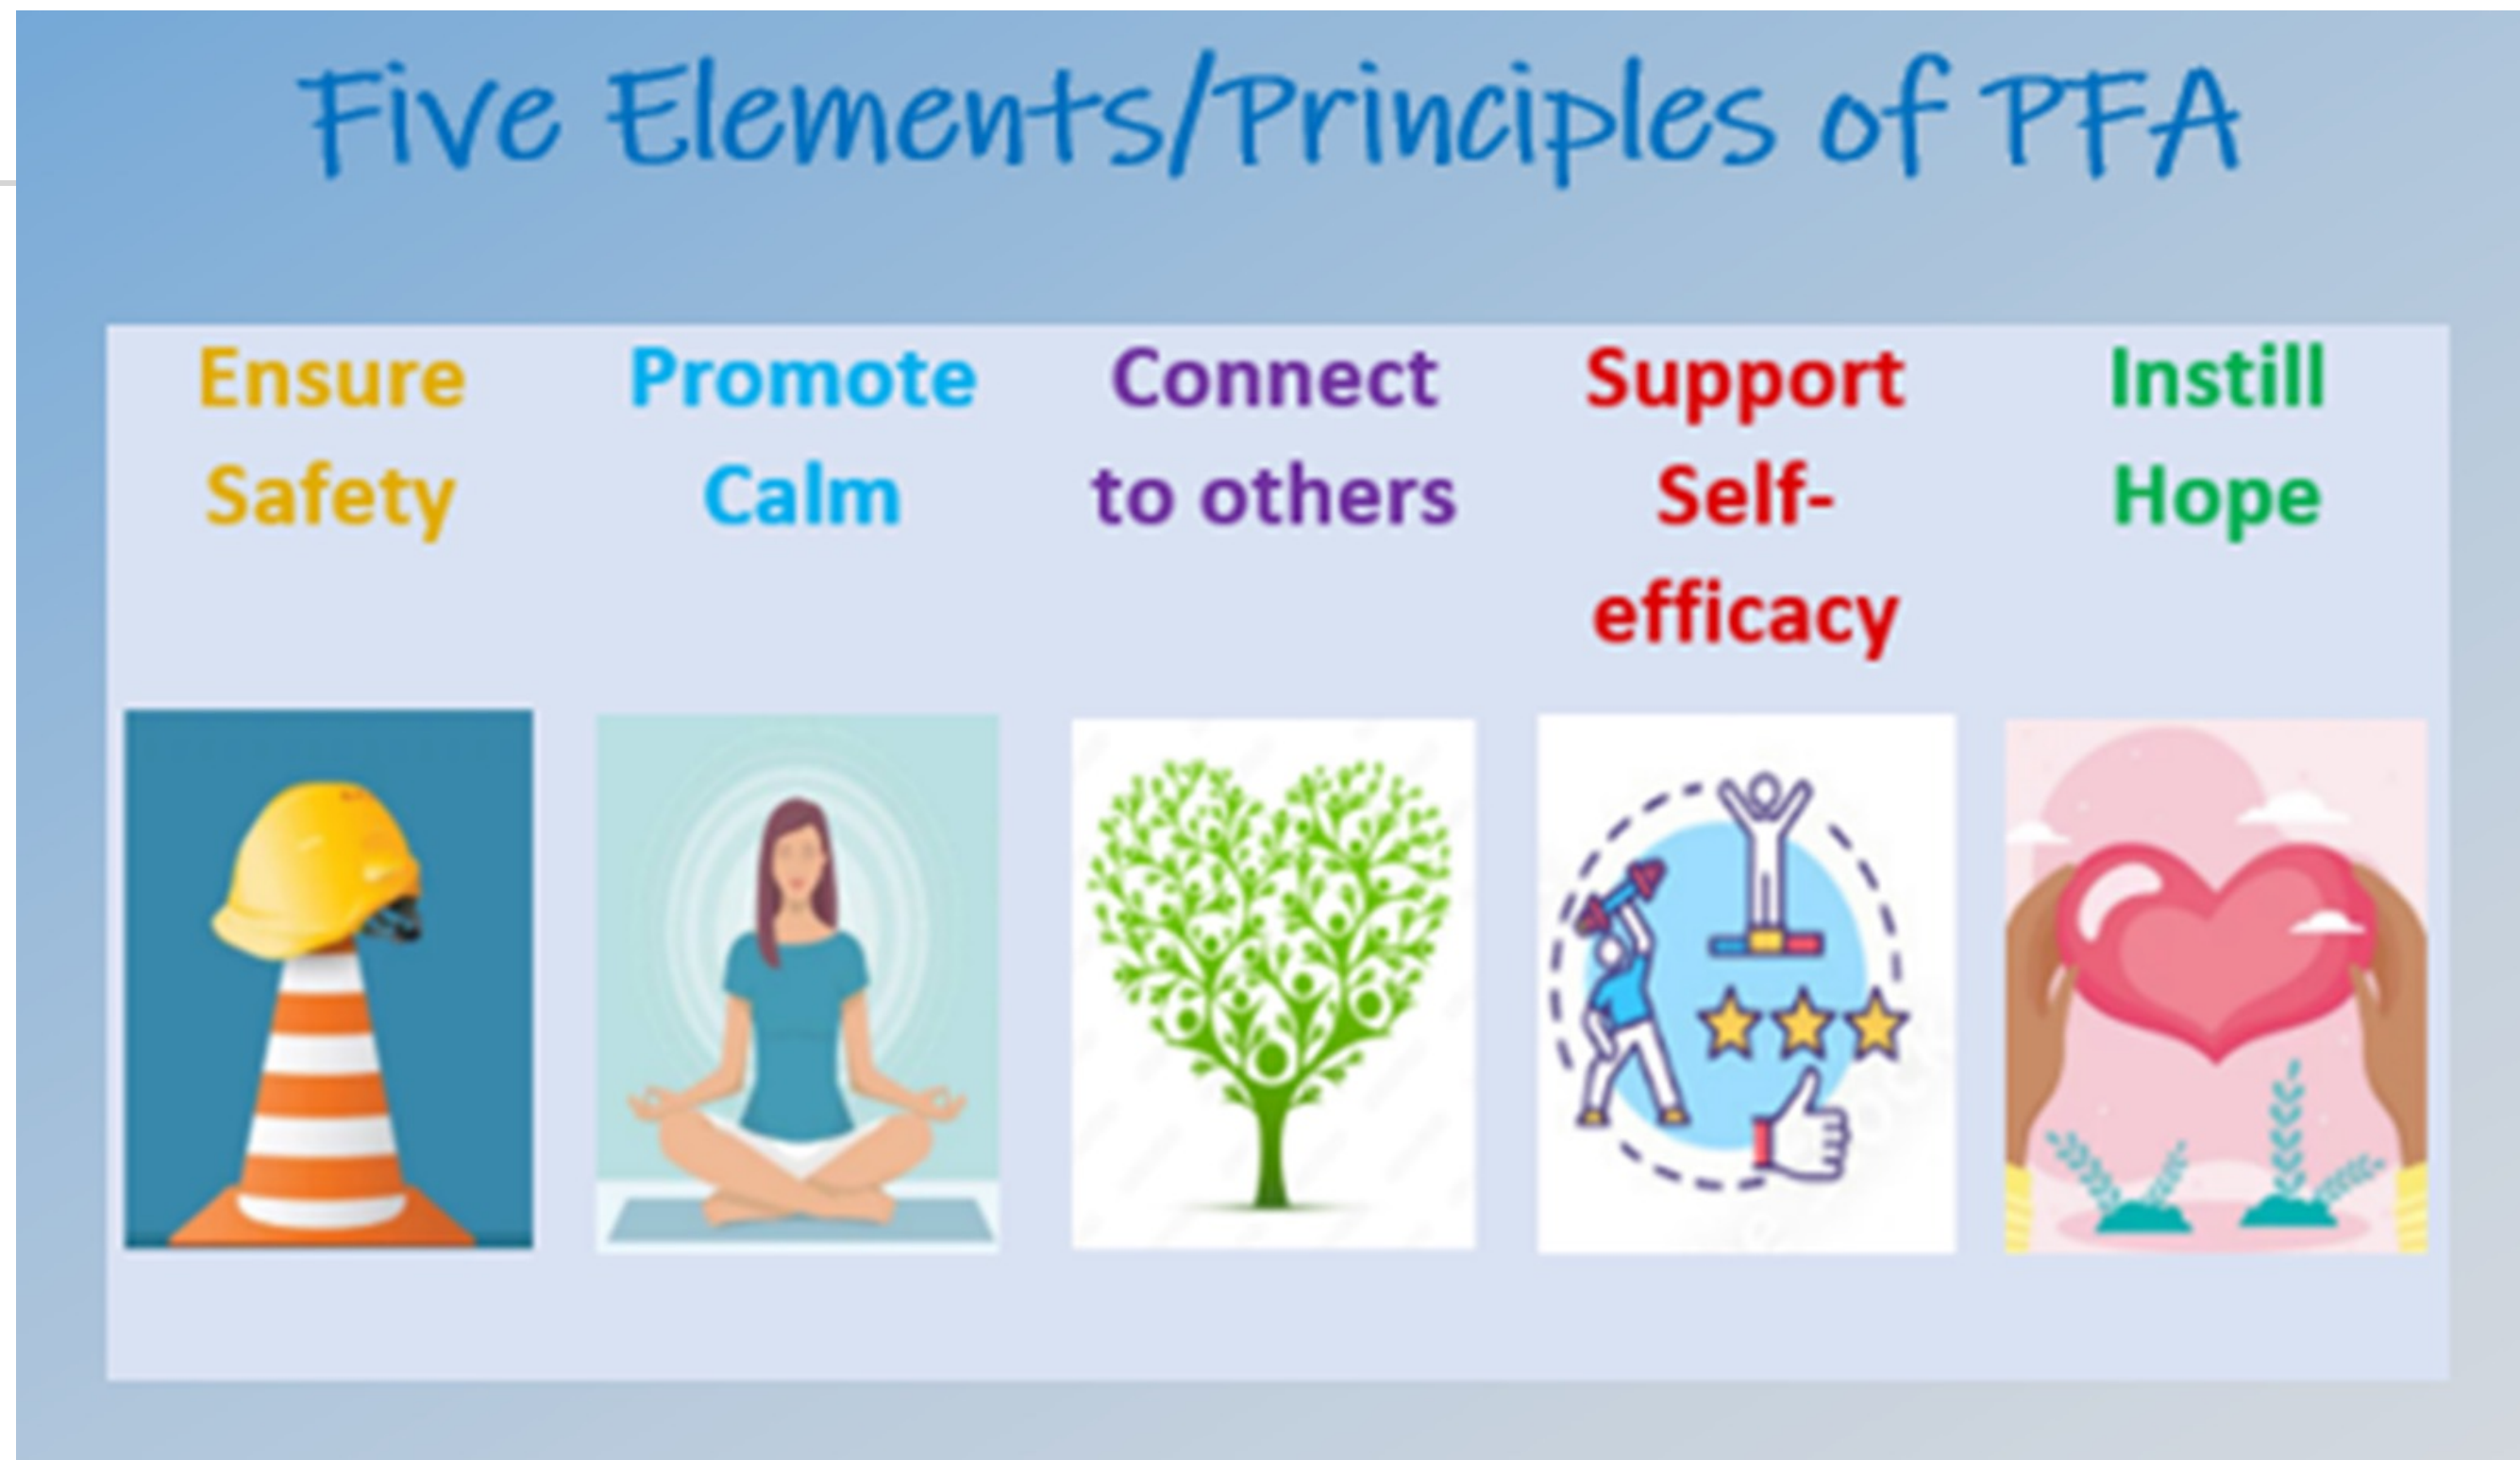 Five Elements/Principles of PFA
Ensure
Safety
Promote
Calm
Connect
to others
Support
Self-
efficacy
Instill
Hope